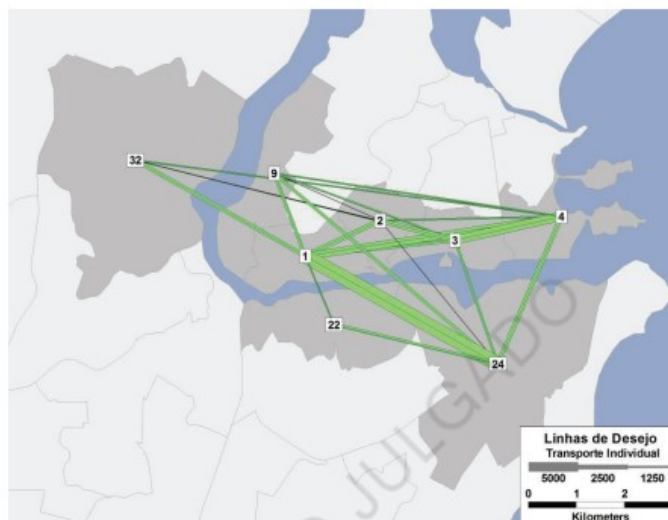 32
9
2
4
3
1
22
24
O JULGADO
Linhas de Desejo
Transporte Individual
5000 2500 1250
0 1 2
Kilometers